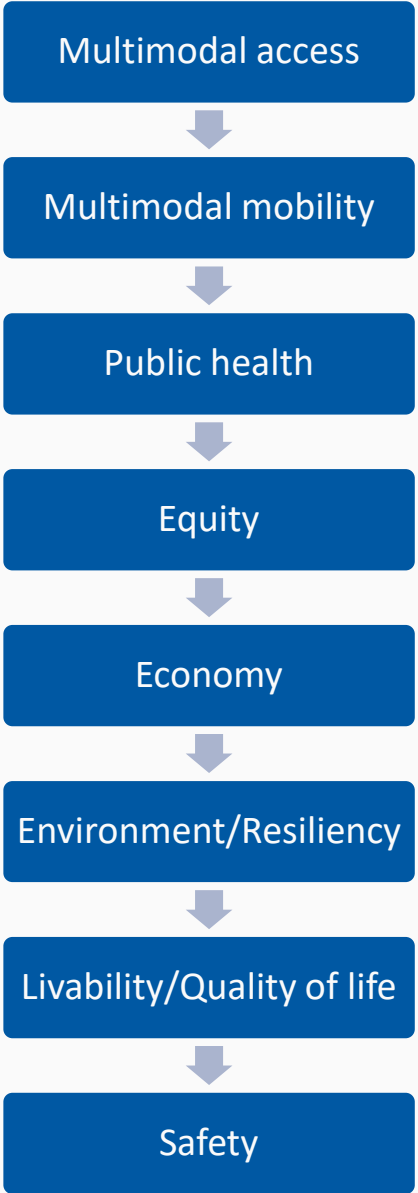 Multimodal access
Multimodal mobility
Public health
Equity
Economy
Environment/Resiliency
Livability/Quality of life
Safety